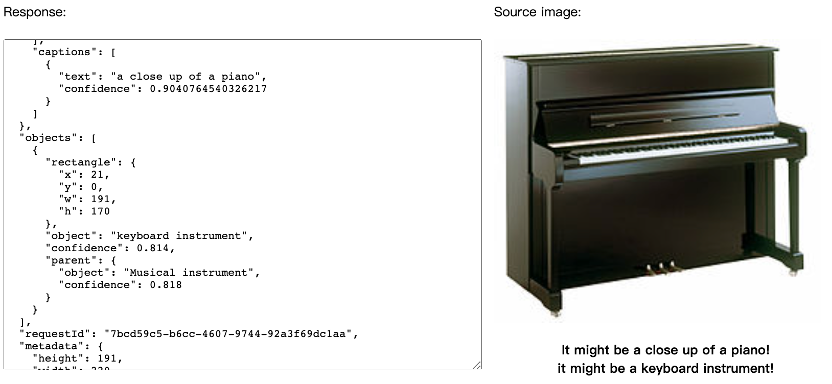 Response:
Source image:
],
"captions": [
{
"text": "a close up of a piano",
"confidence": 0.9040764540326217
}
]
},
"objects": [
{
"rectangle": {
"x": 21,
"y": 0,
"w": 191,
"h": 170
},
"object": "keyboard instrument",
"confidence": 0.814,
"parent": {
"object": "Musical instrument",
"confidence": 0.818
}
}
],
"requestId": "7bcd59c5-b6cc-4607-9744-92a3f69dc1aa",
"metadata": {
"height": 191,
It might be a close up of a piano!
it might be a keyboard instrument!